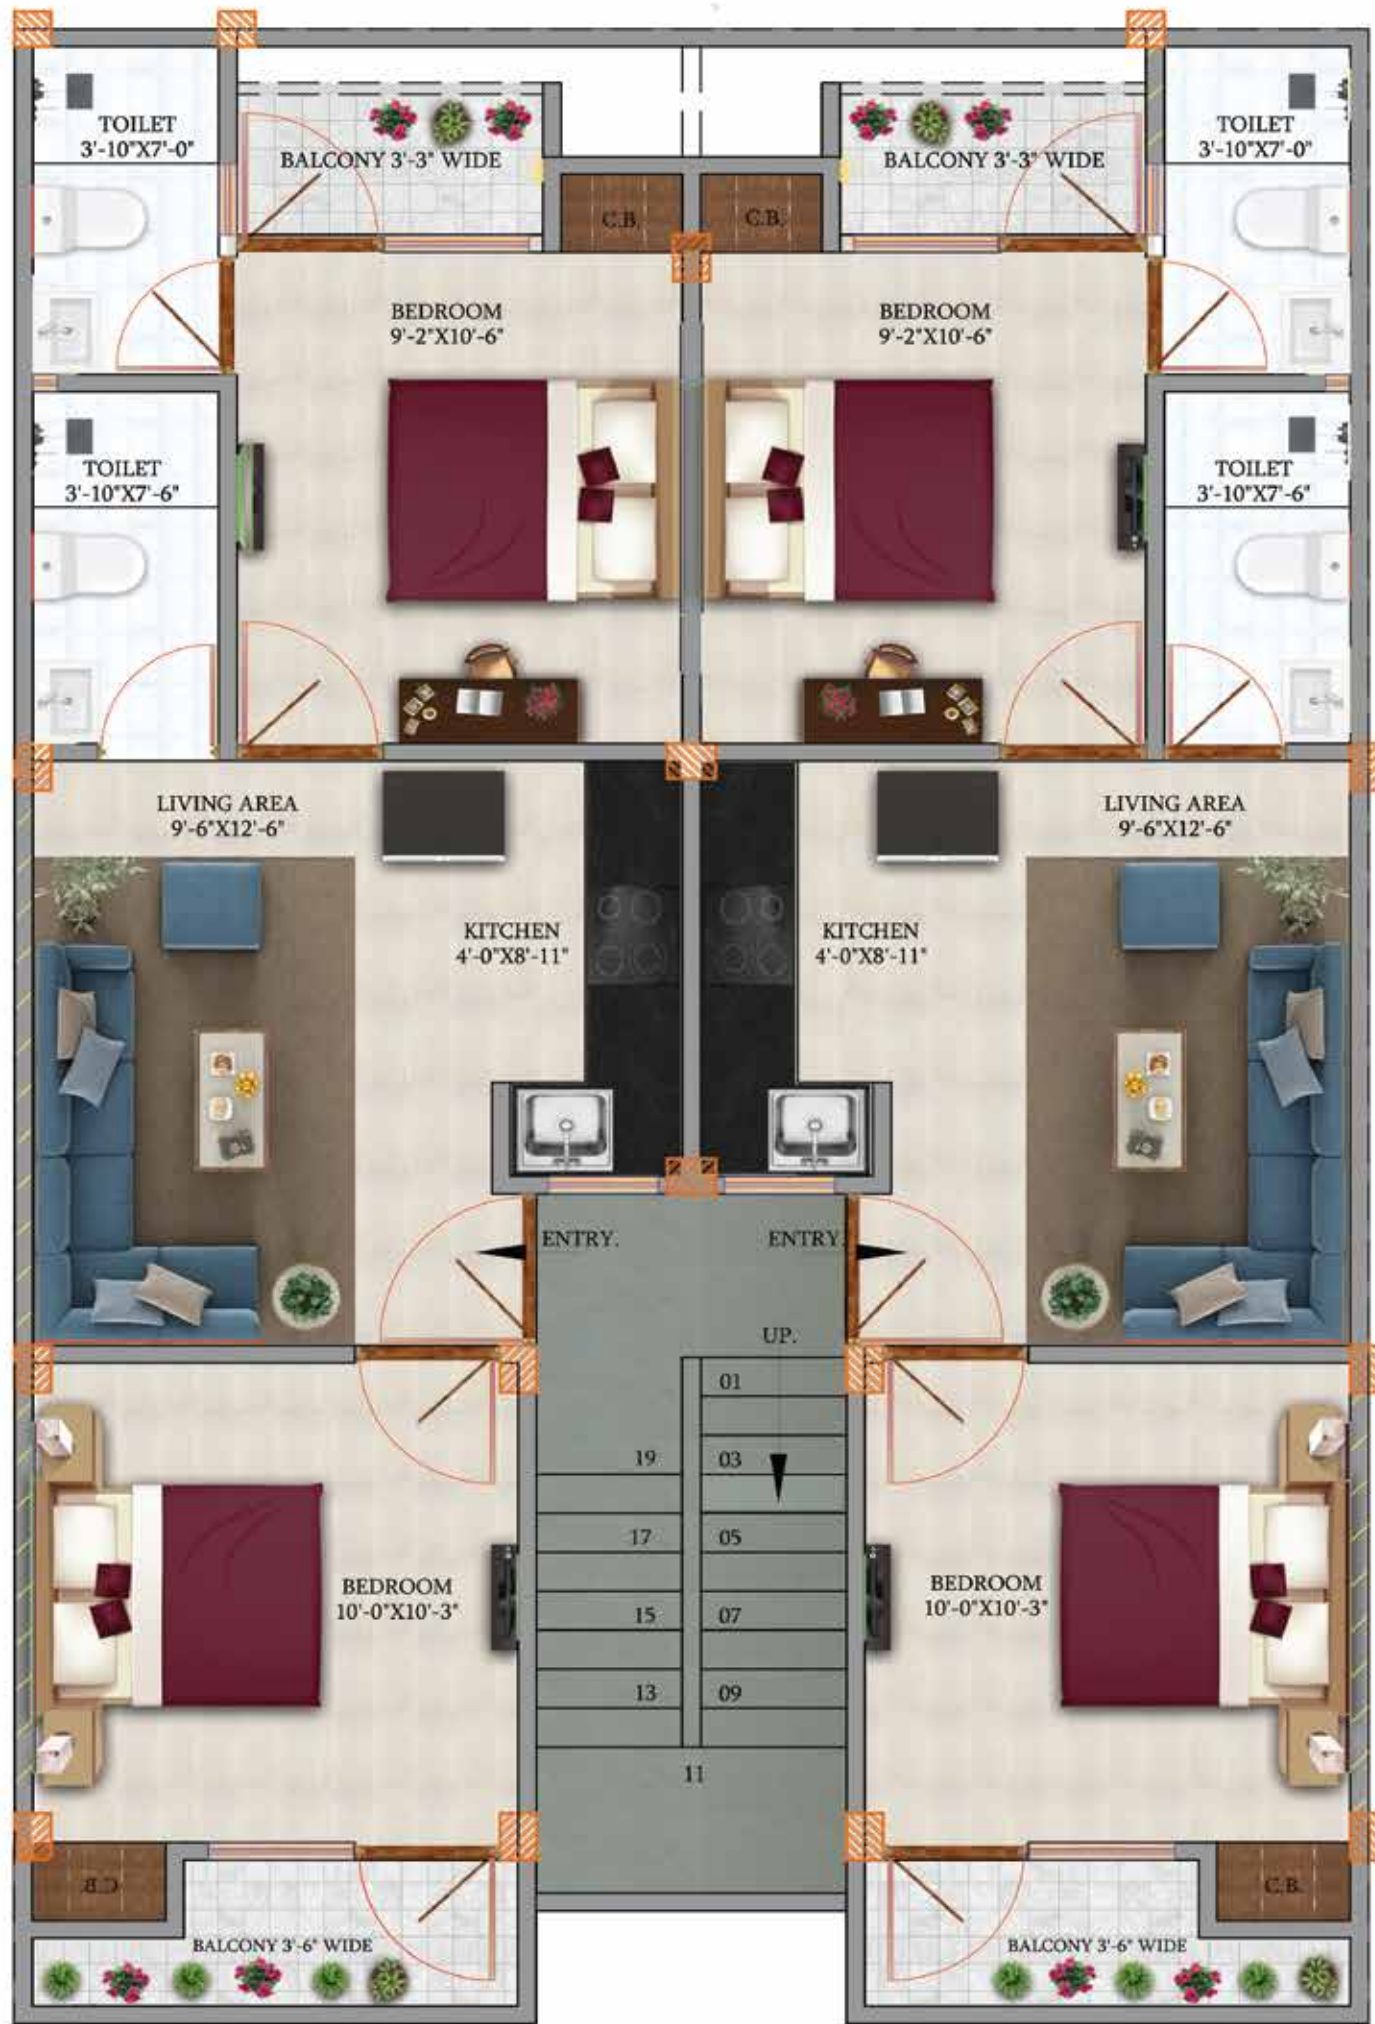 TOILET
3'-10"X7'-0"
TOILET
3'-10"X7'-0"
BALCONY 3'-3" WIDE
BALCONY 3'-3" WIDE
C.B.
C.B.
BEDROOM
9'-2"X10'-6"
BEDROOM
9'-2"X10'-6"
TOILET
3'-10"X7'-6"
TOILET
3'-10"X7'-6"
LIVING AREA
9'-6"X12'-6"
LIVING AREA
9'-6"X12'-6"
KITCHEN
4'-0"X8'-11"
KITCHEN
4'-0"X8'-11"
ENTRY.
ENTRY.
UP.
01
19
03
17
05
BEDROOM
10'-0"X10'-3"
BEDROOM
10'-0"X10'-3"
15
07
13
09
11
C.B.
C.B.
BALCONY 3'-6" WIDE
BALCONY 3'-6" WIDE